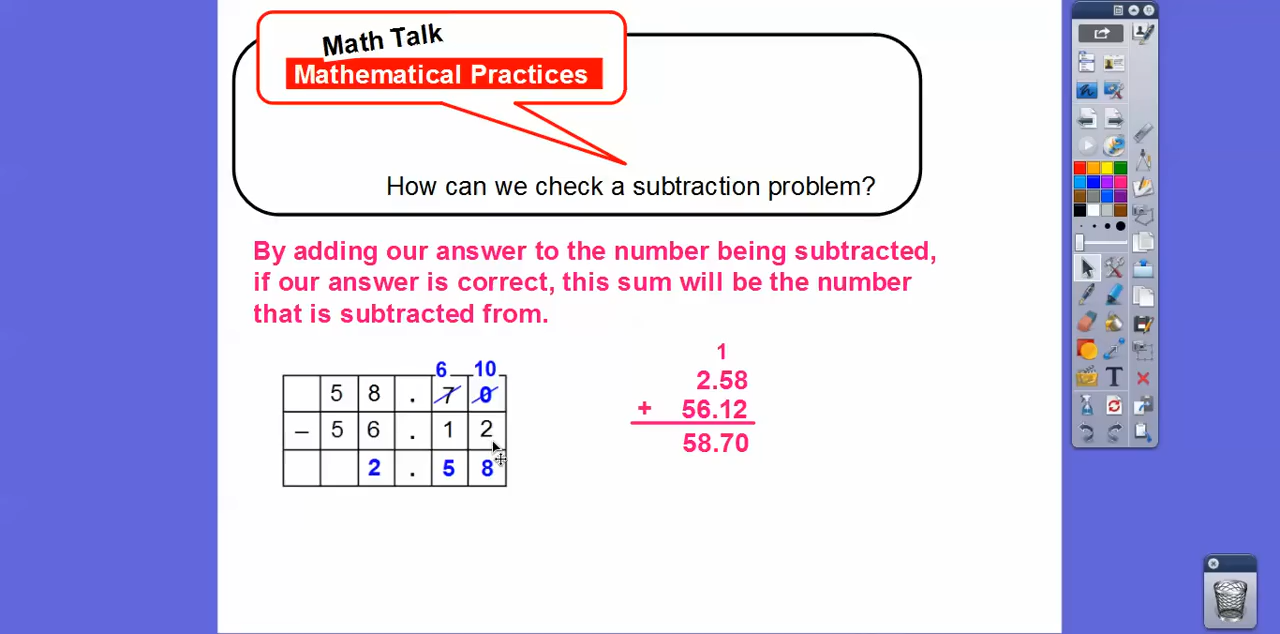 Math Talk
Mathematical Practices
How can we check a subtraction problem?
By adding our answer to the number being subtracted,
if our answer is correct, this sum will be the number
that is subtracted from.
6 10
5 8 . 7 0
– 5 6 . 1 2
2 . 5 8
1
2.58
+ 56.12
58.70
T